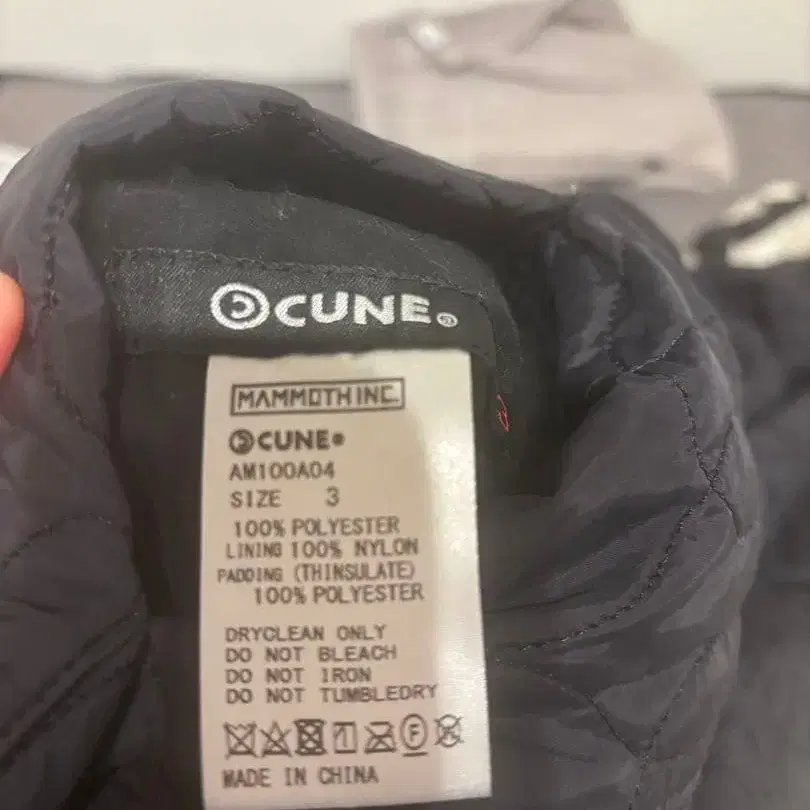 CUNE®
MAMMOTH INC.
CUNE®
AM100A04
SIZE 3
100% POLYESTER
LINING 100% NYLON
PADDING (THINSULATE)
100% POLYESTER
DRYCLEAN ONLY
DO NOT BLEACH
DO NOT IRON
DO NOT TUMBLEDRY
F
MADE IN CHINA